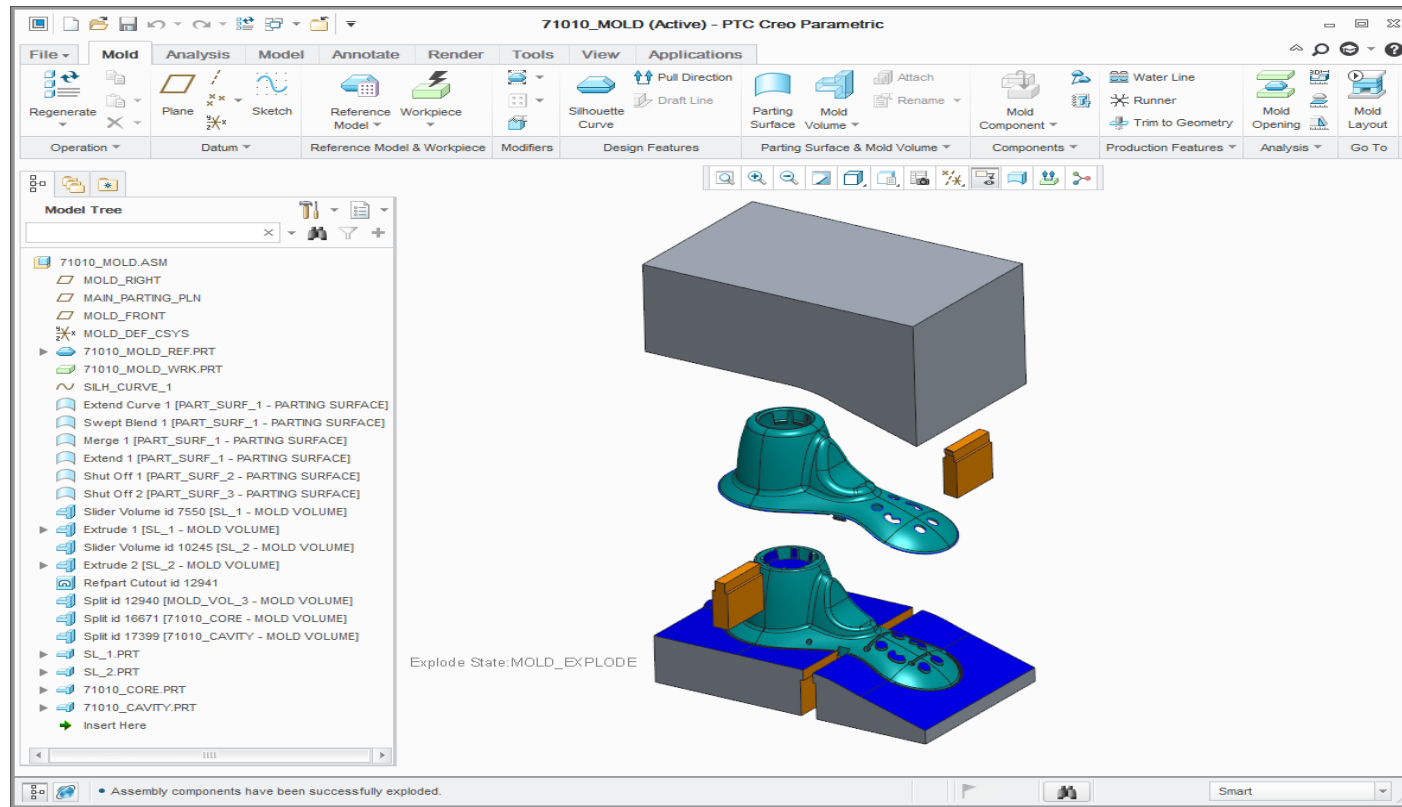 71010_MOLD (Active) - PTC Creo Parametric
File Mold Analysis Model Annotate Render Tools View Applications
Regenerate
Plane
Sketch
Reference Model
Workpiece
Silhouette Curve
Pull Direction
Draft Line
Parting Surface
Mold Volume
Attach
Rename
Mold Component
Water Line
Runner
Trim to Geometry
Mold Opening
Mold Layout
Operation Datum Reference Model & Workpiece Modifiers Design Features Parting Surface & Mold Volume Components Production Features Analysis Go To
Model Tree
71010_MOLD.ASM
MOLD_RIGHT
MAIN_PARTING_PLN
MOLD_FRONT
MOLD_DEF_CSYS
71010_MOLD_REF.PRT
71010_MOLD_WRK.PRT
SILH_CURVE_1
Extend Curve 1 [PART_SURF_1 - PARTING SURFACE]
Swept Blend 1 [PART_SURF_1 - PARTING SURFACE]
Merge 1 [PART_SURF_1 - PARTING SURFACE]
Extend 1 [PART_SURF_1 - PARTING SURFACE]
Shut Off 1 [PART_SURF_2 - PARTING SURFACE]
Shut Off 2 [PART_SURF_3 - PARTING SURFACE]
Slider Volume id 7550 [SL_1 - MOLD VOLUME]
Extrude 1 [SL_1 - MOLD VOLUME]
Slider Volume id 10245 [SL_2 - MOLD VOLUME]
Extrude 2 [SL_2 - MOLD VOLUME]
Refpart Cutout id 12941
Split id 12940 [MOLD_VOL_3 - MOLD VOLUME]
Split id 16671 [71010_CORE - MOLD VOLUME]
Split id 17399 [71010_CAVITY - MOLD VOLUME]
SL_1.PRT
SL_2.PRT
71010_CORE.PRT
71010_CAVITY.PRT
Insert Here
Explode State:MOLD_EXPLODE
Assembly components have been successfully exploded.
Smart